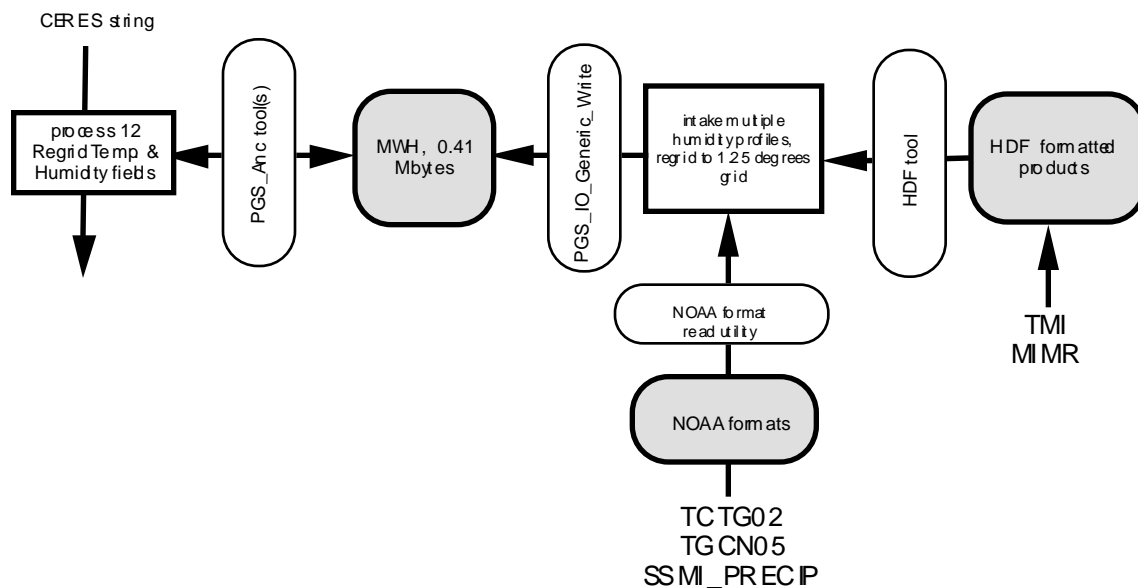 CERES string
process 12
Regrid Temp. &
Humidity fields
PGS_Anc tool(s)
MWH, 0.41
Mbytes
PGS_IO_Generic_Write
intake multiple
humidity profiles,
regrid to 1.25 degrees
grid
HDF tool
HDF formatted
products
TMI
MIMR
NOAA format
read utility
NOAA formats
TCTG02
TGCN05
SSMI_PRECIP